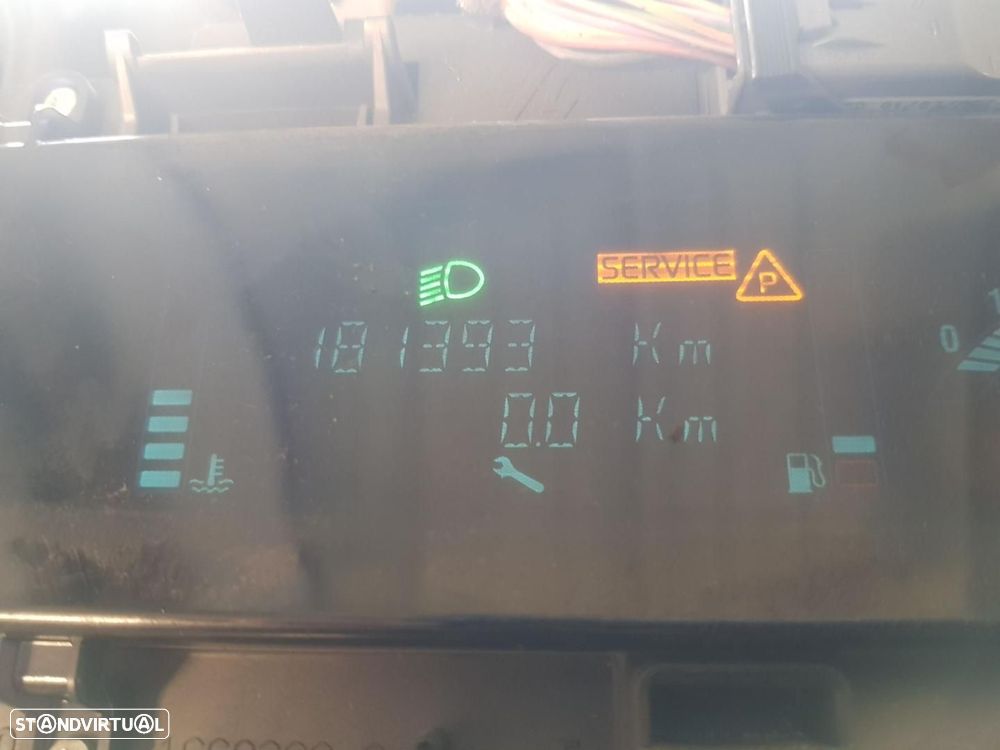 SERVICE P
181393 Km
0
0.0 Km
STANDVIRTUAL